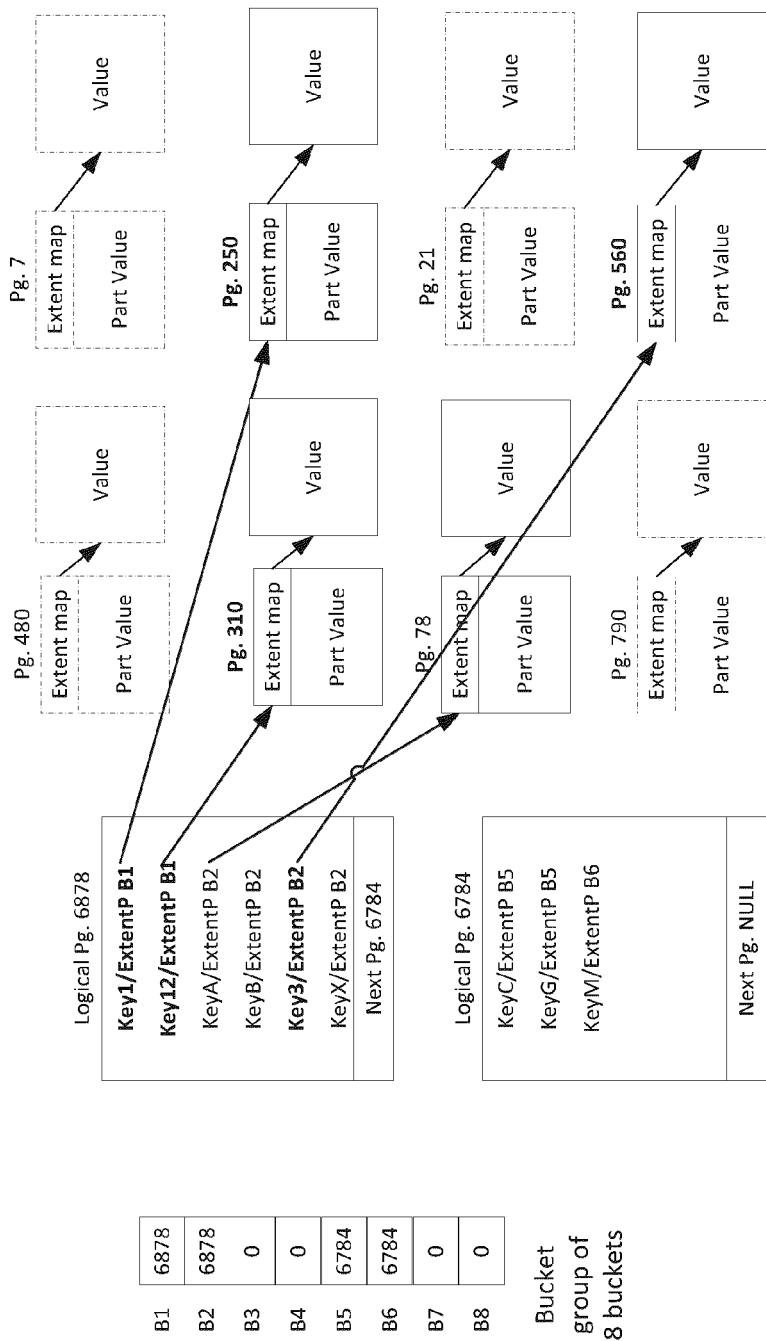 B1 6878
B2 6878
B3 0
B4 0
B5 6784
B6 6784
B7 0
B8 0
Bucket
group of
8 buckets
Logical Pg. 6878
Key1/ExtentP B1
Key12/ExtentP B1
KeyA/ExtentP B2
KeyB/ExtentP B2
Key3/ExtentP B2
KeyX/ExtentP B2
Next Pg. 6784
Logical Pg. 6784
KeyC/ExtentP B5
KeyG/ExtentP B5
KeyM/ExtentP B6
Next Pg. NULL
Pg. 480
Extent map
Part Value
Value
Pg. 7
Extent map
Part Value
Value
Pg. 310
Extent map
Part Value
Value
Pg. 250
Extent map
Part Value
Value
Pg. 78
Extent map
Part Value
Value
Pg. 21
Extent map
Part Value
Value
Pg. 790
Extent map
Part Value
Value
Pg. 560
Extent map
Part Value
Value